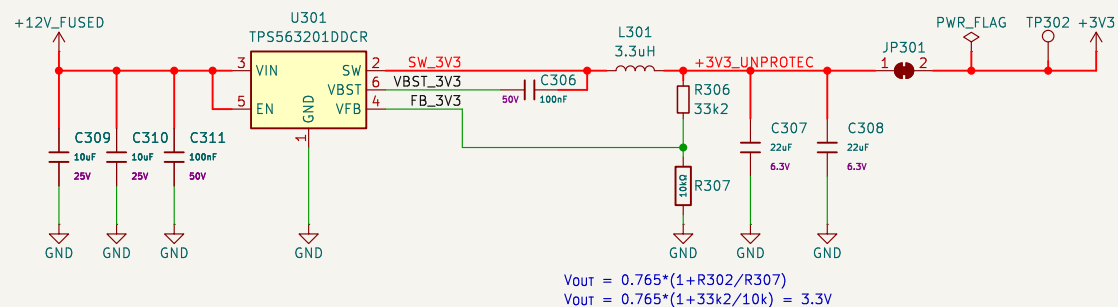 +12V_FUSED
U301
TPS563201DDCR
3 VIN
5 EN
GND
1
SW 2
VBST 6
VFB 4
SW_3V3
VBST_3V3
FB_3V3
C306
50V 100nF
L301
3.3uH
+3V3_UNPROTEC
JP301
1 2
PWR_FLAG
TP302
+3V3
R306
33k2
10kΩ R307
C309
10uF
25V
C310
10uF
25V
C311
100nF
50V
C307
22uF
6.3V
C308
22uF
6.3V
GND
GND
GND
GND
GND
GND
GND
VOUT = 0.765*(1+R302/R307)
VOUT = 0.765*(1+33k2/10k) = 3.3V